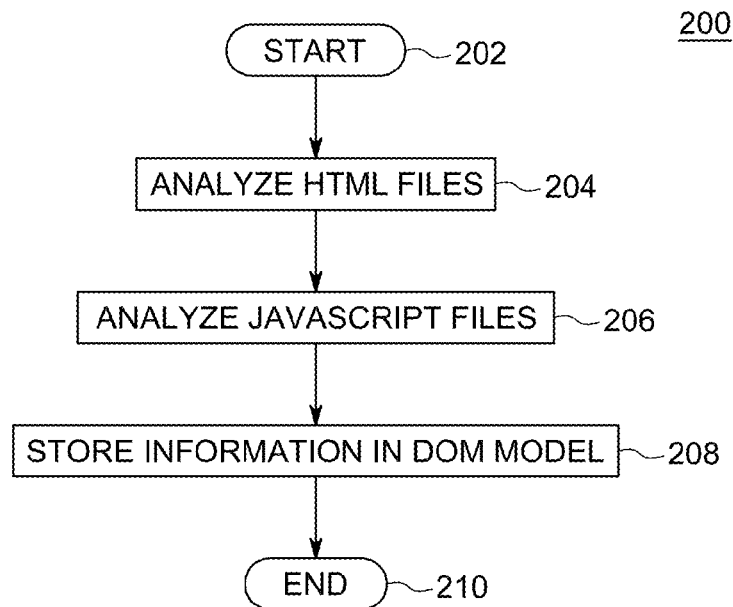 200
START 202
ANALYZE HTML FILES 204
ANALYZE JAVASCRIPT FILES 206
STORE INFORMATION IN DOM MODEL 208
END 210